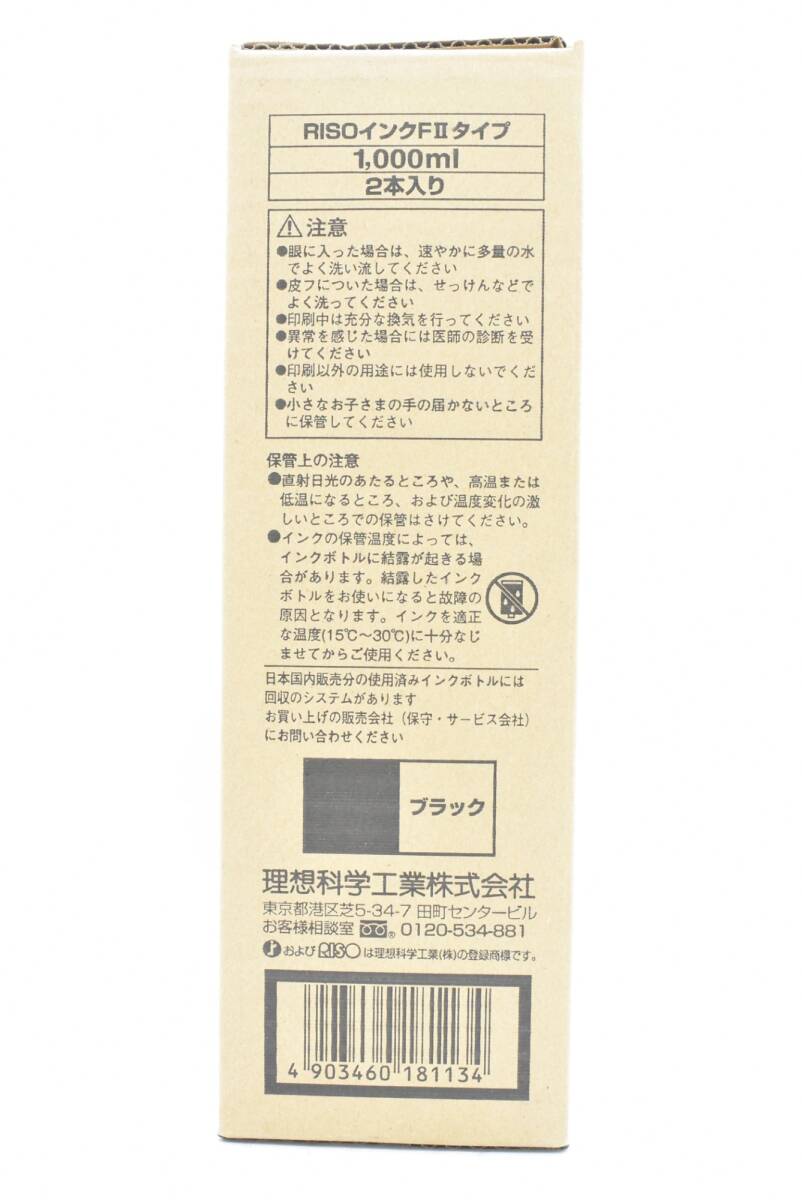 RISOインクFⅡタイプ
1,000ml
2本入り
注意
●眼に入った場合は、速やかに多量の水
でよく洗い流してください
●皮フについた場合は、せっけんなどで
よく洗ってください
●印刷中は充分な換気を行ってください
●異常を感じた場合には医師の診断を受
けてください
●印刷以外の用途には使用しないでくだ
さい
●小さなお子さまの手の届かないところ
に保管してください
保管上の注意
●直射日光のあたるところや、高温または
低温になるところ、および温度変化の激
しいところでの保管はさけてください。
●インクの保管温度によっては、
インクボトルに結露が起きる場
合があります。結露したインク
ボトルをお使いになると故障の
原因となります。インクを適正
な温度(15℃〜30℃)に十分なじ
ませてからご使用ください。
日本国内販売分の使用済みインクボトルには
回収のシステムがあります
お買い上げの販売会社（保守・サービス会社）
にお問い合わせください
ブラック
理想科学工業株式会社
東京都港区芝5-34-7 田町センタービル
お客様相談室 ® 0120-534-881
および RISO は理想科学工業(株)の登録商標です。
4 903460 181134